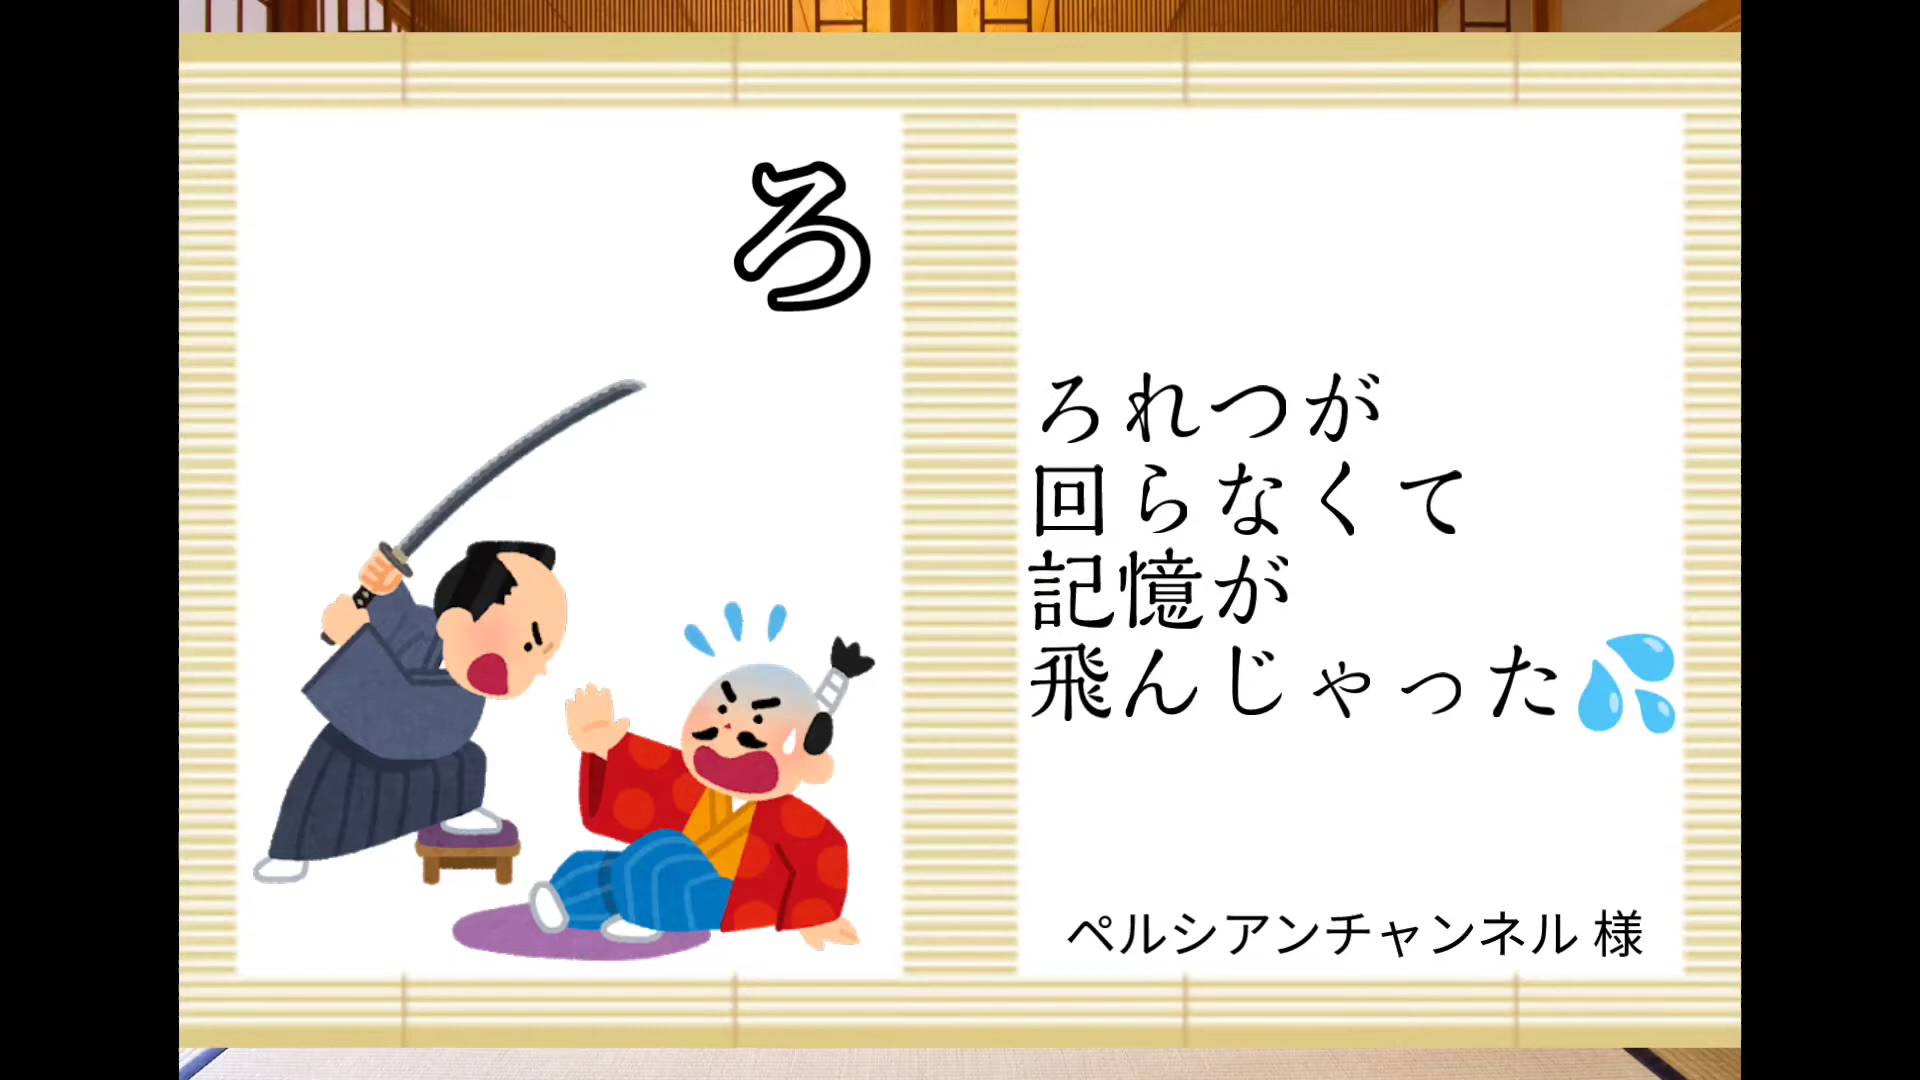 ろ
ろれつが
回らなくて
記憶が
飛んじゃった💦
ペルシアンチャンネル 様